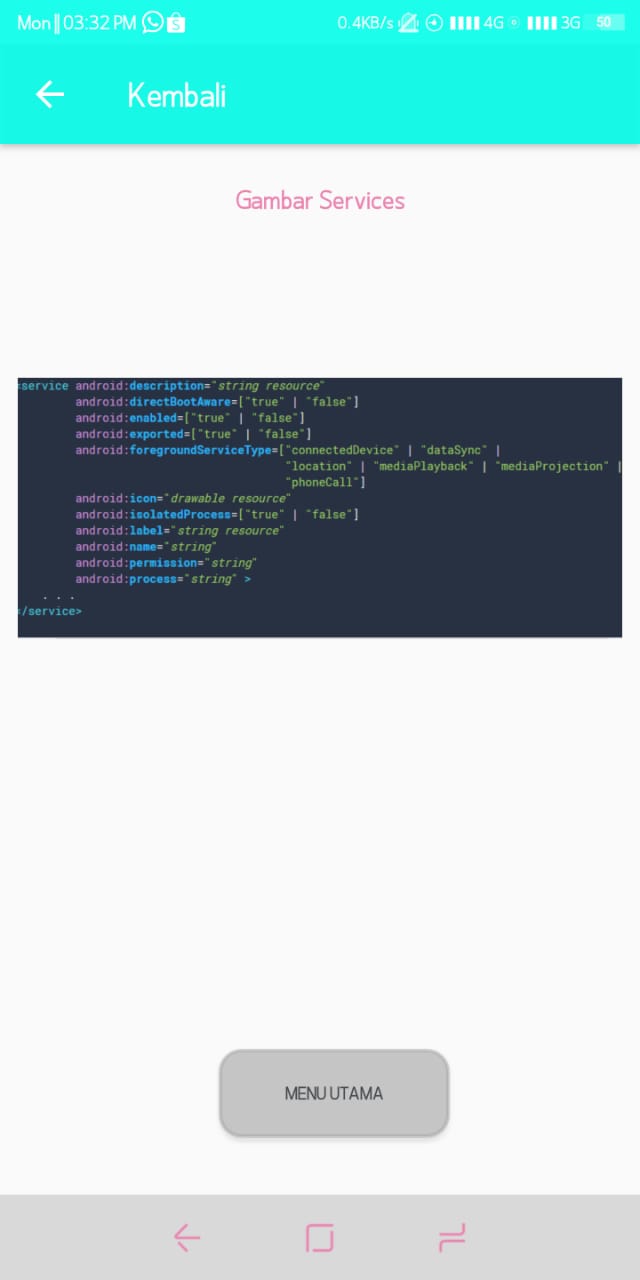 Mon 03:32 PM 0.4KB/s 4G 3G 50
Kembali
Gambar Services
<service android:description="string resource"
android:directBootAware=["true" | "false"]
android:enabled=["true" | "false"]
android:exported=["true" | "false"]
android:foregroundServiceType=["connectedDevice" | "dataSync" |
"location" | "mediaPlayback" | "mediaProjection" |
"phoneCall"]
android:icon="drawable resource"
android:isolatedProcess=["true" | "false"]
android:label="string resource"
android:name="string"
android:permission="string"
android:process="string" >
. . .
</service>
MENU UTAMA